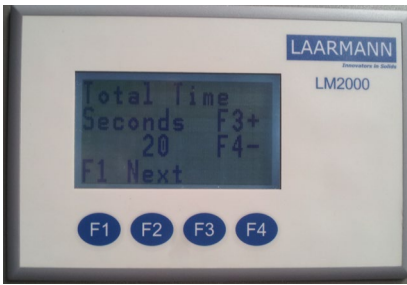 LAARMANN
Innovators in Solids
LM2000
Total Time
Seconds F3+
20 F4-
F1 Next
F1 F2 F3 F4